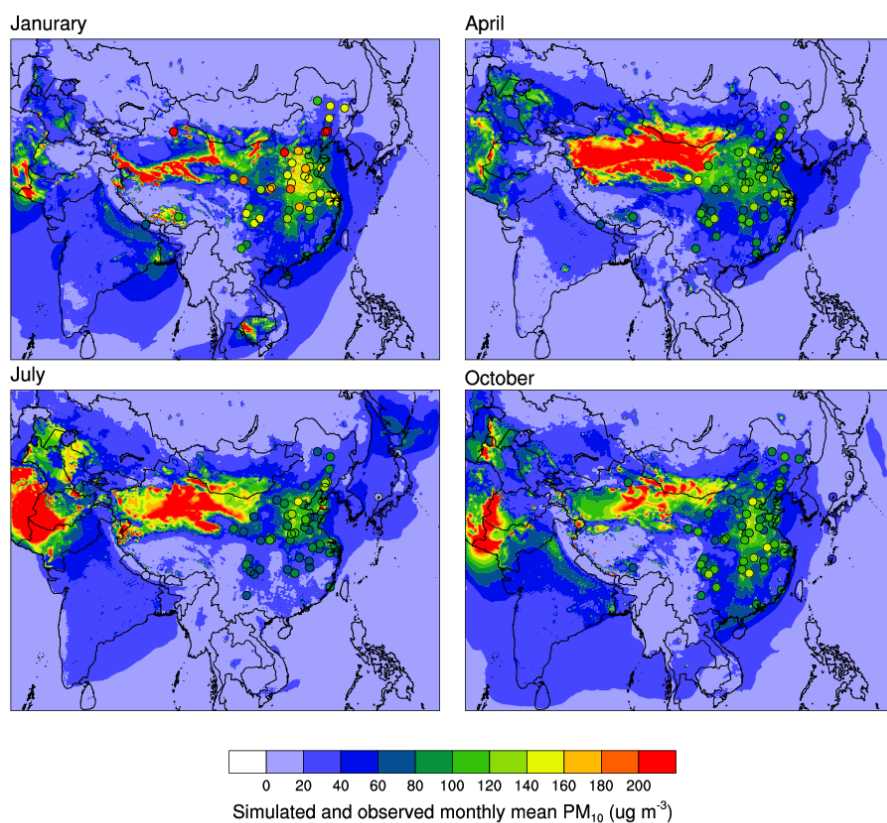 Janurary
April
July
October
0 20 40 60 80 100 120 140 160 180 200
Simulated and observed monthly mean PM₁₀ (ug m⁻³)